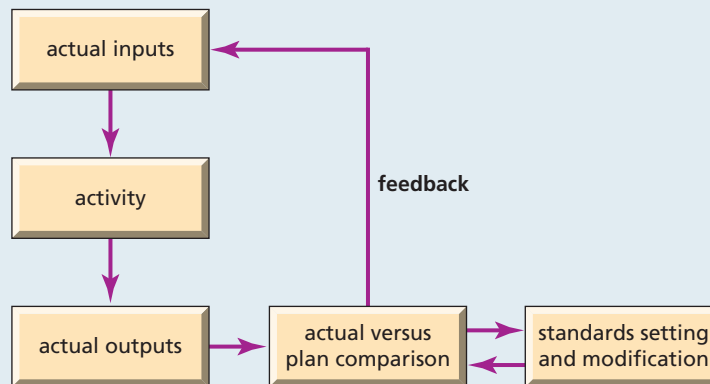 actual inputs
activity
feedback
actual outputs
actual versus
plan comparison
standards setting
and modification